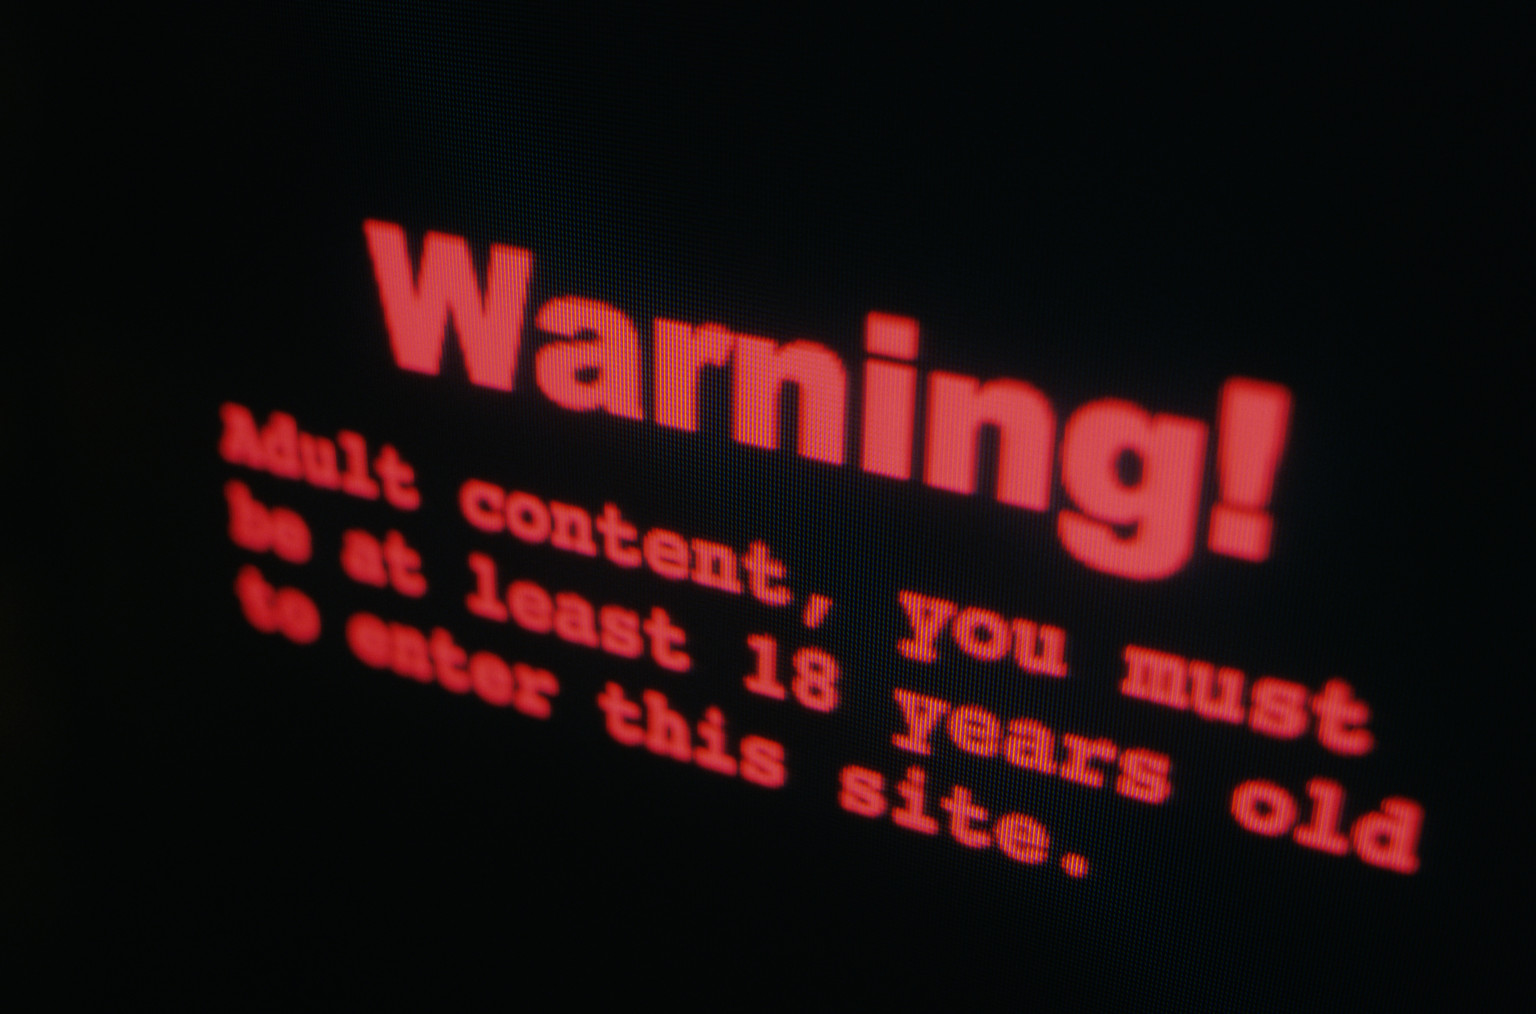 Warning!
Adult content, you must
be at least 18 years old
to enter this site.